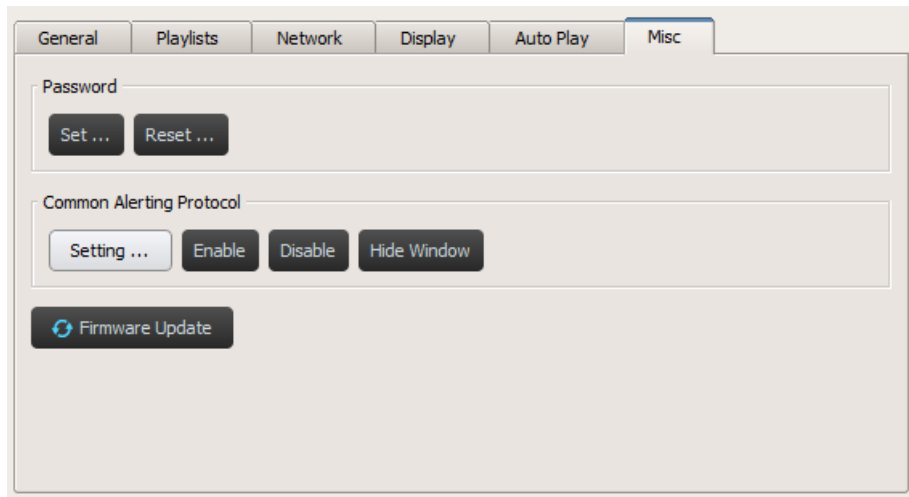 General Playlists Network Display Auto Play Misc
Password
Set ... Reset ...
Common Alerting Protocol
Setting ... Enable Disable Hide Window
Firmware Update